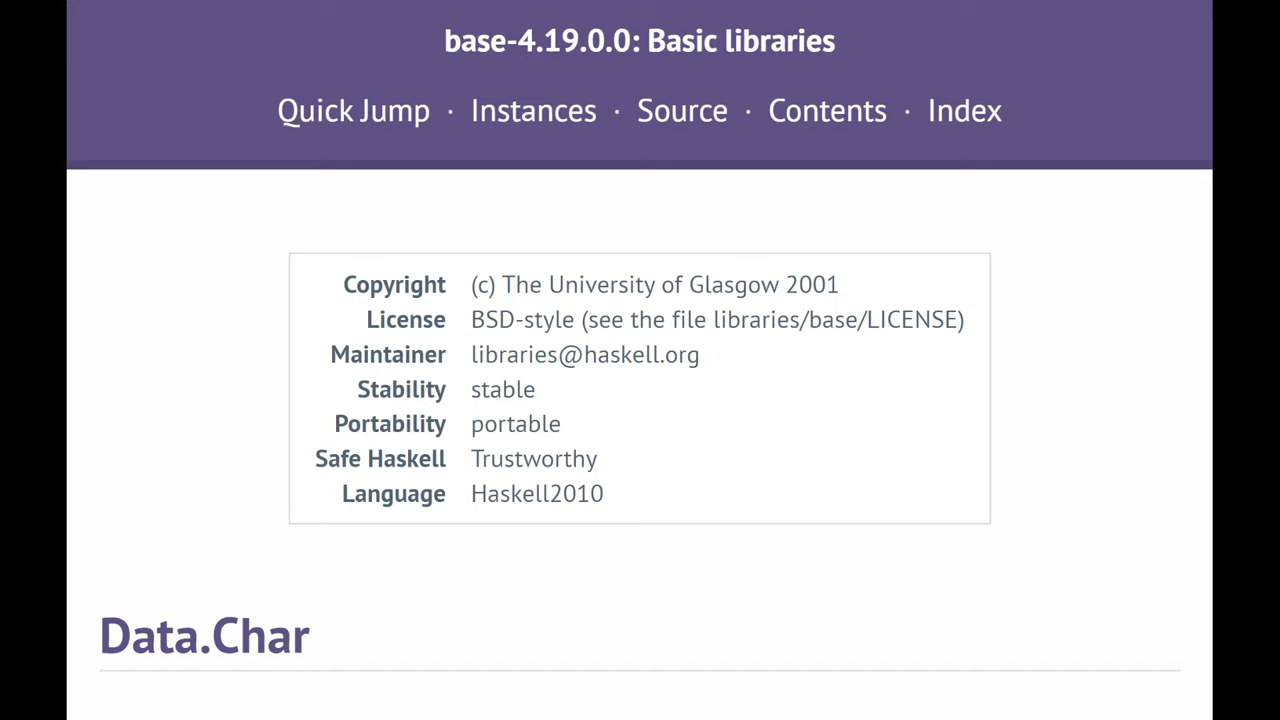 base-4.19.0.0: Basic libraries
Quick Jump · Instances · Source · Contents · Index
Copyright (c) The University of Glasgow 2001
License BSD-style (see the file libraries/base/LICENSE)
Maintainer libraries@haskell.org
Stability stable
Portability portable
Safe Haskell Trustworthy
Language Haskell2010
Data.Char